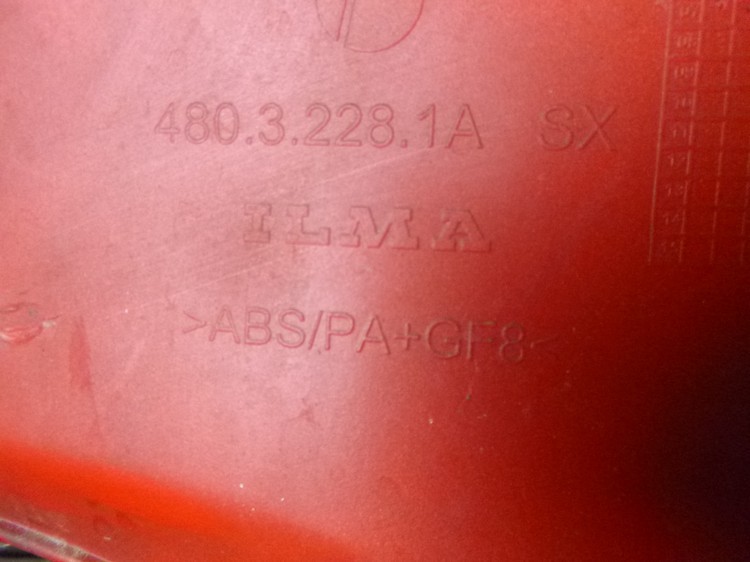 480.3.228.1A SX
ILMA
>ABS/PA+GF8<